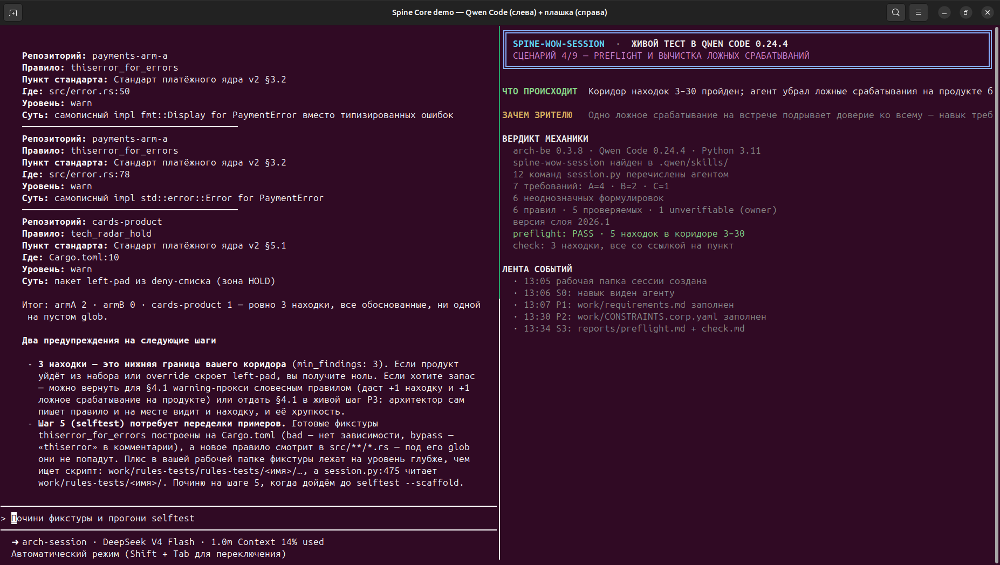 Spine Core demo — Qwen Code (слева) + плашка (справа)
Репозиторий: payments-arm-a
Правило: thiserror_for_errors
Пункт стандарта: Стандарт платёжного ядра v2 §3.2
Где: src/error.rs:50
Уровень: warn
Суть: самописный impl fmt::Display for PaymentError вместо типизированных ошибок
Репозиторий: payments-arm-a
Правило: thiserror_for_errors
Пункт стандарта: Стандарт платёжного ядра v2 §3.2
Где: src/error.rs:78
Уровень: warn
Суть: самописный impl std::error::Error for PaymentError
Репозиторий: cards-product
Правило: tech_radar_hold
Пункт стандарта: Стандарт платёжного ядра v2 §5.1
Где: Cargo.toml:10
Уровень: warn
Суть: пакет left-pad из deny-списка (зона HOLD)
Итог: armA 2 · armB 0 · cards-product 1 — ровно 3 находки, все обоснованные, ни одной
на пустом glob.
Два предупреждения на следующие шаги
- 3 находки — это нижняя граница вашего коридора (min_findings: 3). Если продукт
уйдёт из набора или override скроет left-pad, вы получите ноль. Если хотите запас
— можно вернуть для §4.1 warning-прокси словесным правилом (даст +1 находку и +1
ложное срабатывание на продукте) или отдать §4.1 в живой шаг P3: архитектор сам
пишет правило и на месте видит и находку, и её хрупкость.
- Шаг 5 (selftest) потребует переделки примеров. Готовые фикстуры
thiserror_for_errors построены на Cargo.toml (bad — нет зависимости, bypass —
«thiserror» в комментарии), а новое правило смотрит в src/**/*.rs — под его glob
они не попадут. Плюс в вашей рабочей папке фикстуры лежат на уровень глубже, чем
ищет скрипт: work/rules-tests/rules-tests/<имя>/…, а session.py:475 читает
work/rules-tests/<имя>/. Починю на шаге 5, когда дойдём до selftest --scaffold.
> Почини фикстуры и прогони selftest
➜ arch-session · DeepSeek V4 Flash · 1.0m Context 14% used
Автоматический режим (Shift + Tab для переключения)
SPINE-WOW-SESSION · ЖИВОЙ ТЕСТ В QWEN CODE 0.24.4
СЦЕНАРИЙ 4/9 — PREFLIGHT И ВЫЧИСТКА ЛОЖНЫХ СРАБАТЫВАНИЙ
ЧТО ПРОИСХОДИТ Коридор находок 3–30 пройден; агент убрал ложные срабатывания на продукте б
ЗАЧЕМ ЗРИТЕЛЮ Одно ложное срабатывание на встрече подрывает доверие ко всему — навык треб
ВЕРДИКТ МЕХАНИКИ
arch-be 0.3.8 · Qwen Code 0.24.4 · Python 3.11
spine-wow-session найден в .qwen/skills/
12 команд session.py перечислены агентом
7 требований: A=4 · B=2 · C=1
6 неоднозначных формулировок
6 правил · 5 проверяемых · 1 unverifiable (owner)
версия слоя 2026.1
preflight: PASS · 5 находок в коридоре 3–30
check: 3 находки, все со ссылкой на пункт
ЛЕНТА СОБЫТИЙ
· 13:05 рабочая папка сессии создана
· 13:06 S0: навык виден агенту
· 13:07 P1: work/requirements.md заполнен
· 13:30 P2: work/CONSTRAINTS.corp.yaml заполнен
· 13:34 S3: reports/preflight.md + check.md